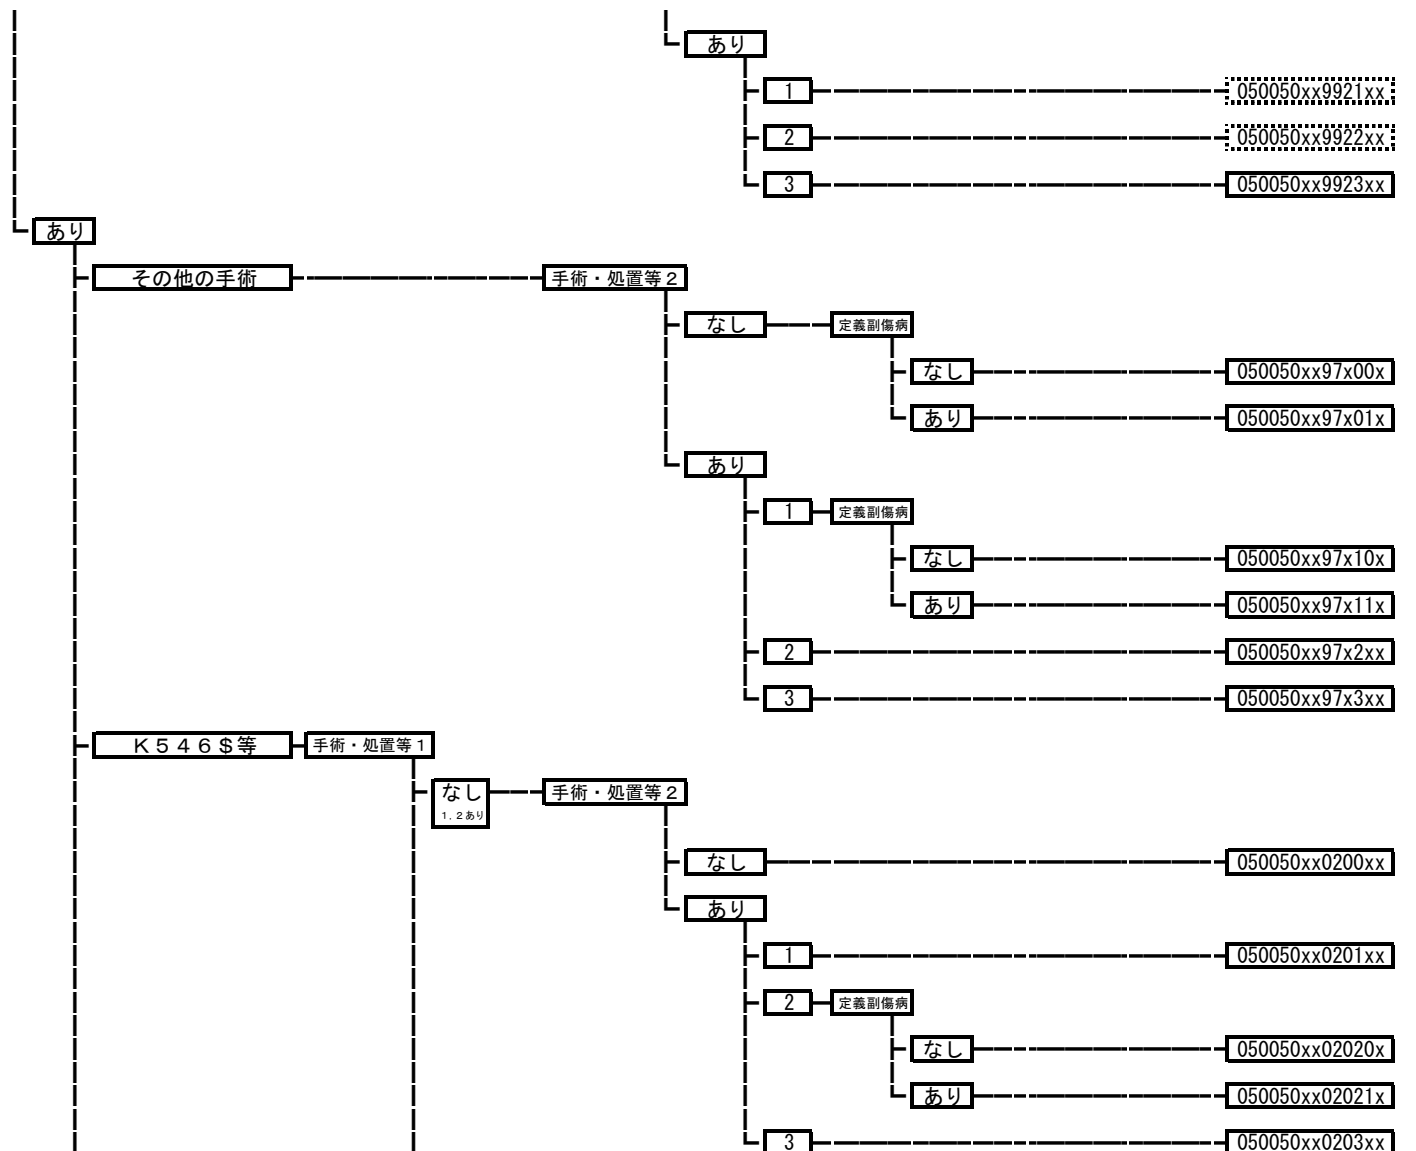 あり
1 050050xx9921xx
2 050050xx9922xx
3 050050xx9923xx
あり
その他の手術 手術・処置等２
なし 定義副傷病
なし 050050xx97x00x
あり 050050xx97x01x
あり
1 定義副傷病
なし 050050xx97x10x
あり 050050xx97x11x
2 050050xx97x2xx
3 050050xx97x3xx
Ｋ５４６＄等 手術・処置等１
なし 手術・処置等２
１，２あり
なし 050050xx0200xx
あり
1 050050xx0201xx
2 定義副傷病
なし 050050xx02020x
あり 050050xx02021x
3 050050xx0203xx